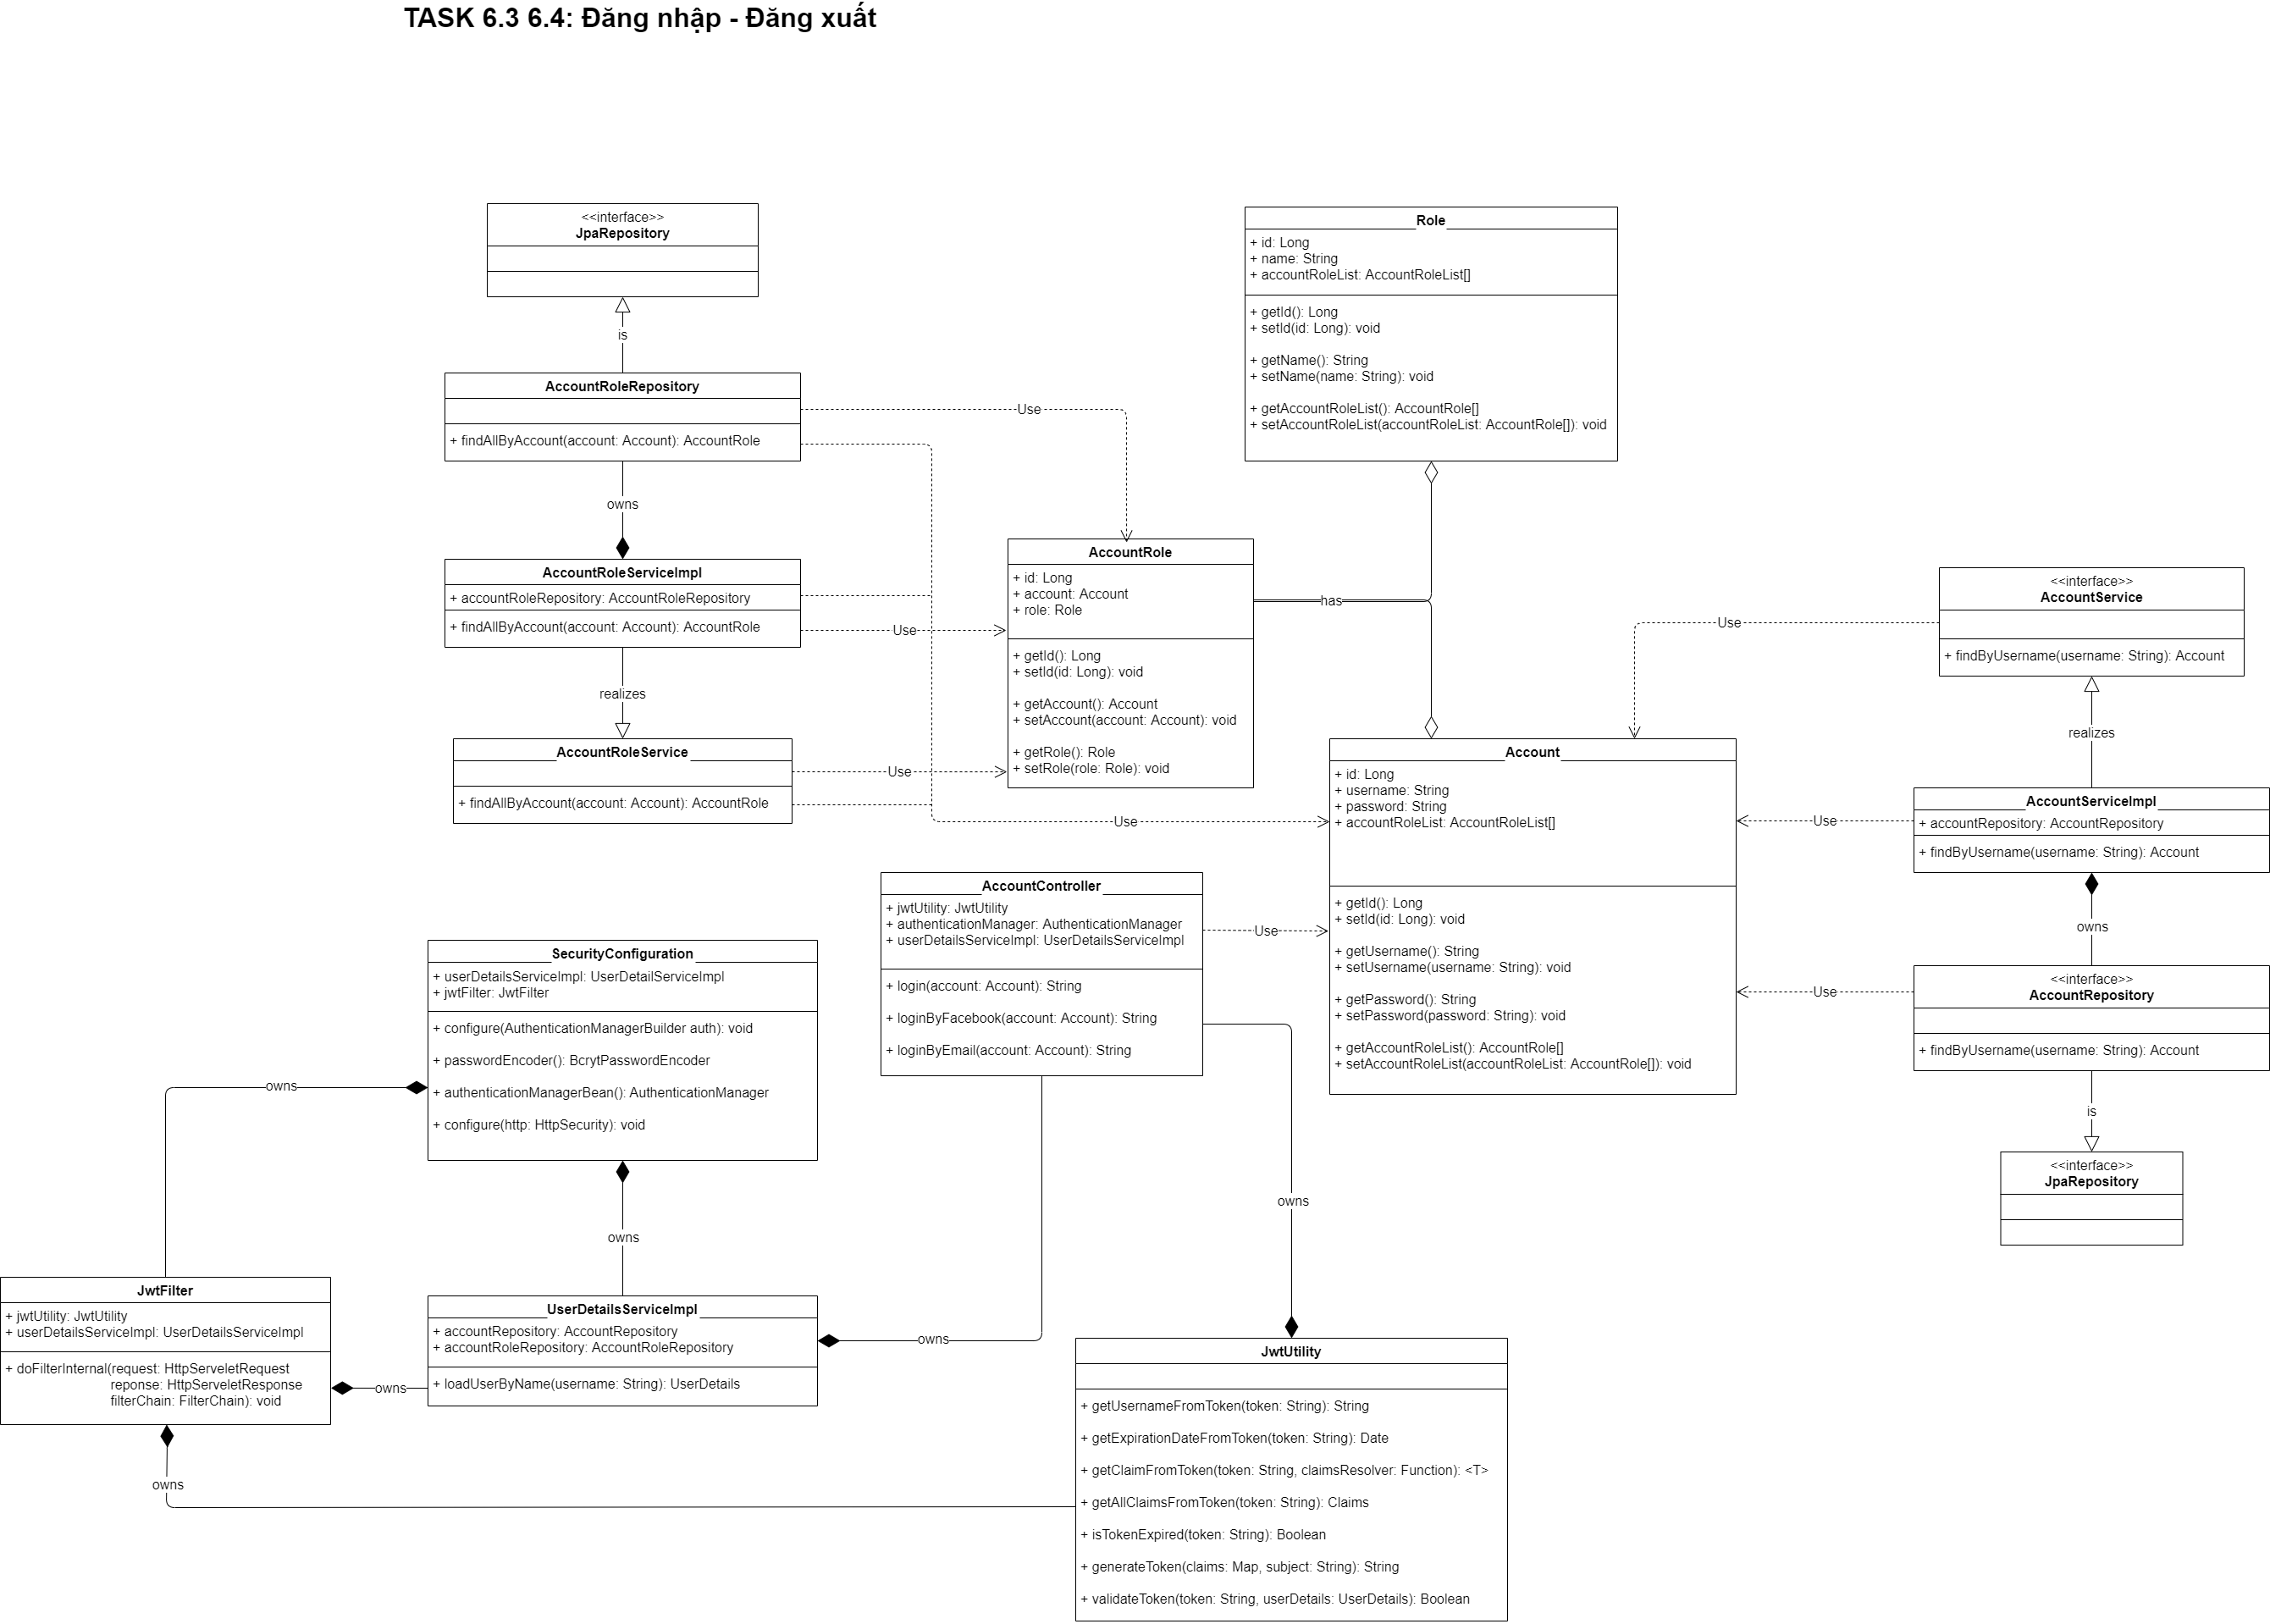 TASK 6.3 6.4: Đăng nhập - Đăng xuất
<<interface>>
JpaRepository
is
AccountRoleRepository
+ findAllByAccount(account: Account): AccountRole
Use
owns
AccountRoleServiceImpl
+ accountRoleRepository: AccountRoleRepository
+ findAllByAccount(account: Account): AccountRole
Use
realizes
AccountRoleService
+ findAllByAccount(account: Account): AccountRole
Use
Use
Role
+ id: Long
+ name: String
+ accountRoleList: AccountRoleList[]
+ getId(): Long
+ setId(id: Long): void
+ getName(): String
+ setName(name: String): void
+ getAccountRoleList(): AccountRole[]
+ setAccountRoleList(accountRoleList: AccountRole[]): void
AccountRole
+ id: Long
+ account: Account
+ role: Role
+ getId(): Long
+ setId(id: Long): void
+ getAccount(): Account
+ setAccount(account: Account): void
+ getRole(): Role
+ setRole(role: Role): void
has
<<interface>>
AccountService
+ findByUsername(username: String): Account
Use
realizes
Account
+ id: Long
+ username: String
+ password: String
+ accountRoleList: AccountRoleList[]
+ getId(): Long
+ setId(id: Long): void
+ getUsername(): String
+ setUsername(username: String): void
+ getPassword(): String
+ setPassword(password: String): void
+ getAccountRoleList(): AccountRole[]
+ setAccountRoleList(accountRoleList: AccountRole[]): void
AccountServiceImpl
+ accountRepository: AccountRepository
+ findByUsername(username: String): Account
Use
owns
<<interface>>
AccountRepository
+ findByUsername(username: String): Account
Use
is
<<interface>>
JpaRepository
AccountController
+ jwtUtility: JwtUtility
+ authenticationManager: AuthenticationManager
+ userDetailsServiceImpl: UserDetailsServiceImpl
+ login(account: Account): String
+ loginByFacebook(account: Account): String
+ loginByEmail(account: Account): String
Use
owns
SecurityConfiguration
+ userDetailsServiceImpl: UserDetailServiceImpl
+ jwtFilter: JwtFilter
+ configure(AuthenticationManagerBuilder auth): void
+ passwordEncoder(): BcrytPasswordEncoder
+ authenticationManagerBean(): AuthenticationManager
+ configure(http: HttpSecurity): void
owns
owns
JwtFilter
+ jwtUtility: JwtUtility
+ userDetailsServiceImpl: UserDetailsServiceImpl
+ doFilterInternal(request: HttpServeletRequest
reponse: HttpServeletResponse
filterChain: FilterChain): void
owns
UserDetailsServiceImpl
+ accountRepository: AccountRepository
+ accountRoleRepository: AccountRoleRepository
+ loadUserByName(username: String): UserDetails
owns
owns
JwtUtility
+ getUsernameFromToken(token: String): String
+ getExpirationDateFromToken(token: String): Date
+ getClaimFromToken(token: String, claimsResolver: Function): <T>
+ getAllClaimsFromToken(token: String): Claims
+ isTokenExpired(token: String): Boolean
+ generateToken(claims: Map, subject: String): String
+ validateToken(token: String, userDetails: UserDetails): Boolean